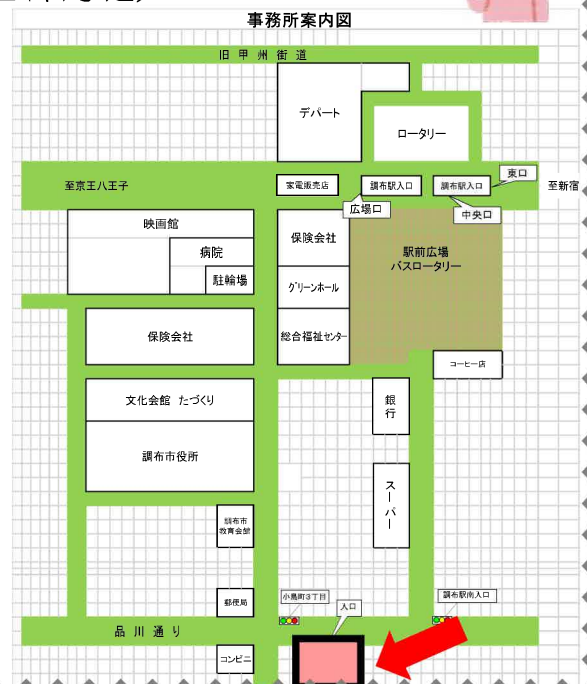 事務所案内図
旧甲州街道
デパート
ロータリー
東口
至京王八王子
家電販売店
調布駅入口
調布駅入口
至新宿
広場口
中央口
映画館
保険会社
駅前広場
バスロータリー
病院
駐輪場
グリーンホール
保険会社
総合福祉センター
コーヒー店
文化会館 たづくり
銀行
調布市役所
スーパー
調布市
教育会館
郵便局
小島町3丁目
入口
調布駅南入口
品川通り
コンビニ